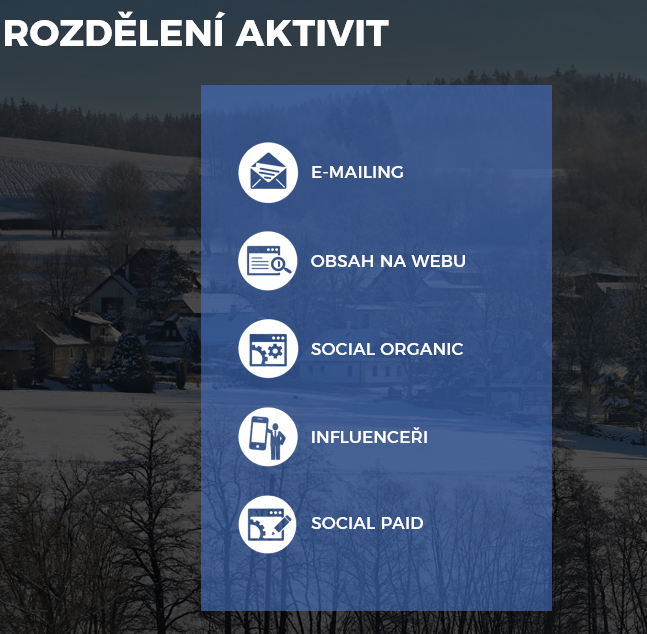 ROZDĚLENÍ AKTIVIT
E-MAILING
OBSAH NA WEBU
SOCIAL ORGANIC
INFLUENCEŘI
SOCIAL PAID